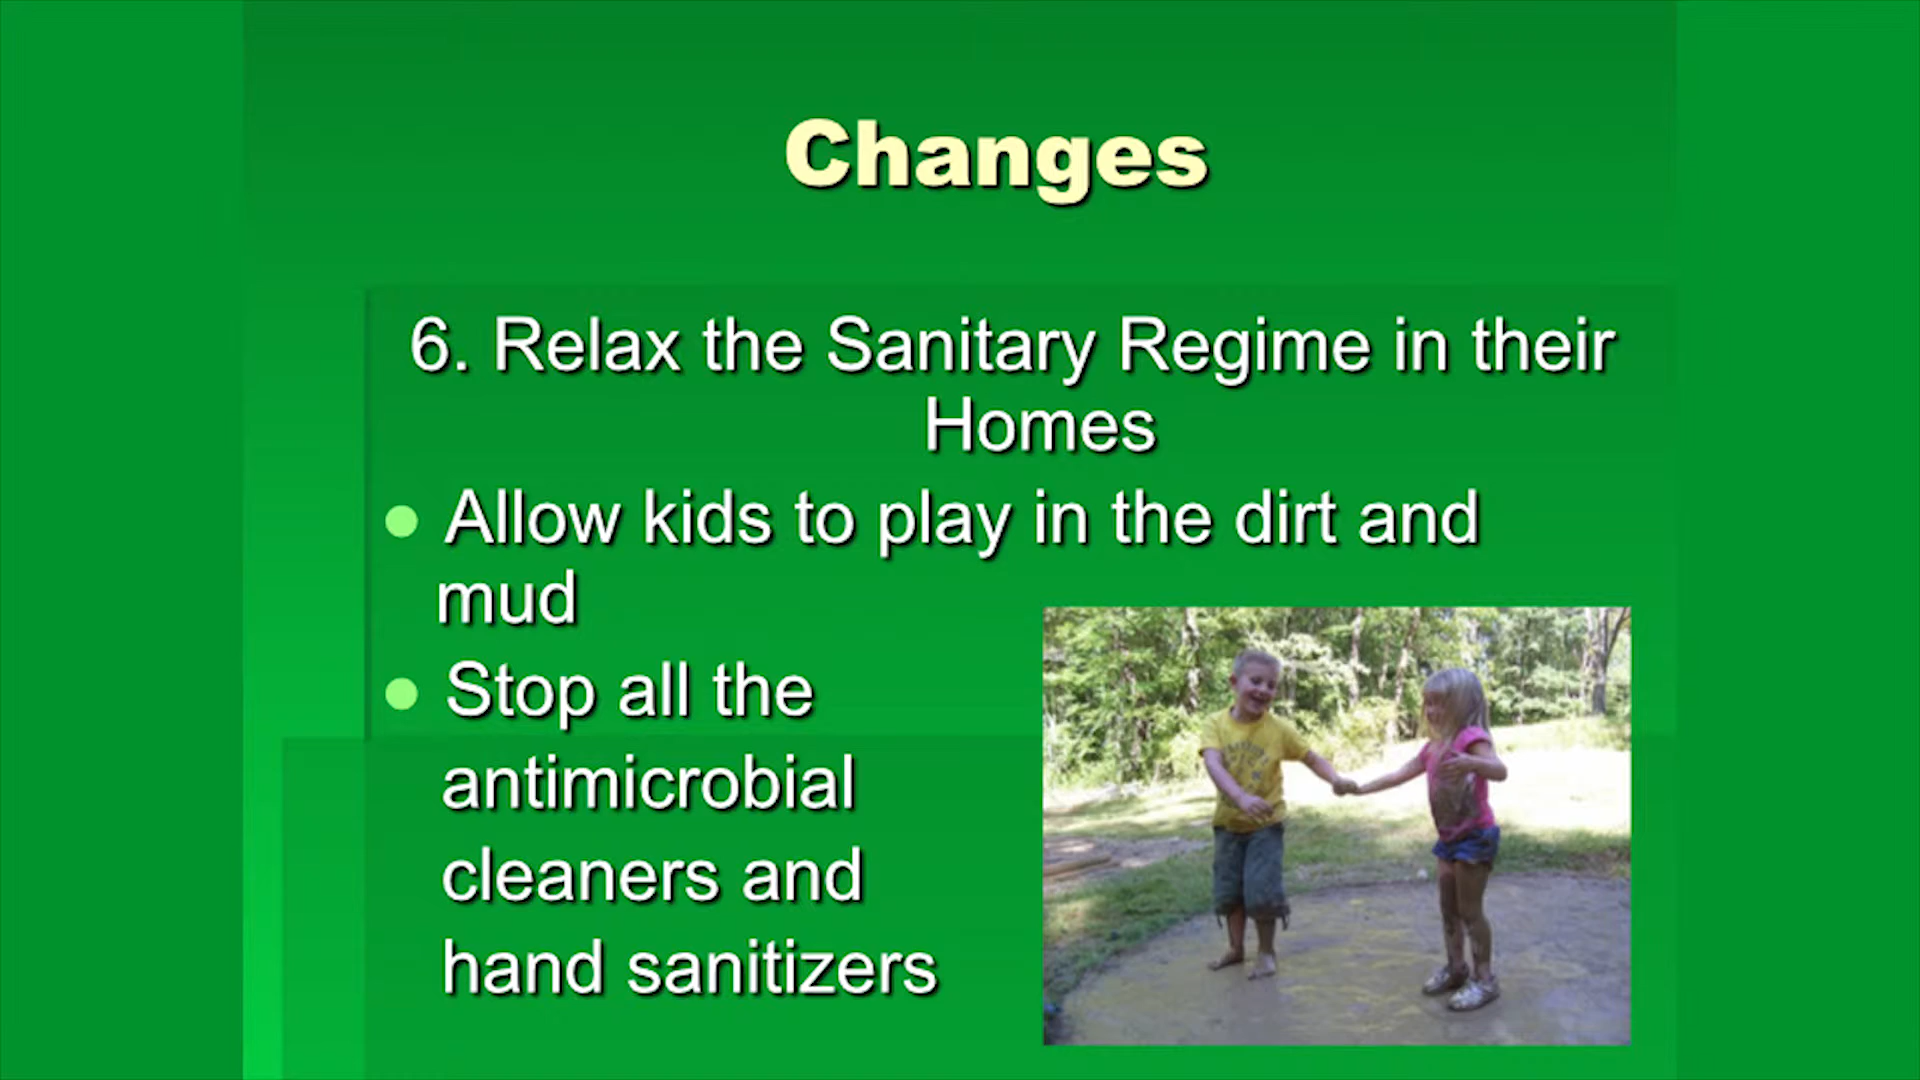 Changes
6. Relax the Sanitary Regime in their
Homes
Allow kids to play in the dirt and
mud
Stop all the
antimicrobial
cleaners and
hand sanitizers